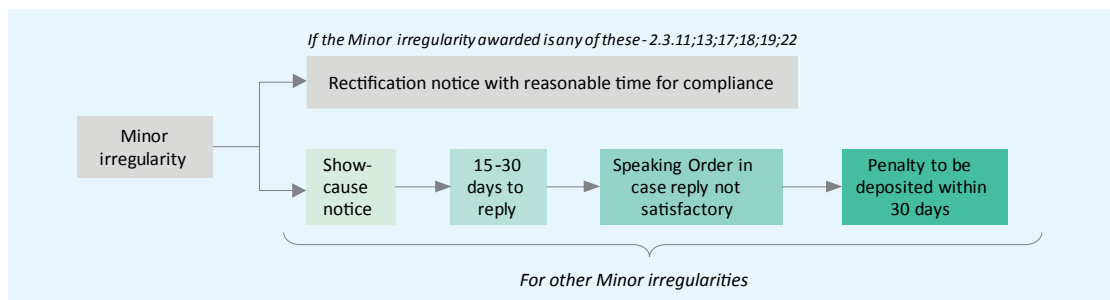 If the Minor irregularity awarded is any of these - 2.3.11;13;17;18;19;22
Rectification notice with reasonable time for compliance
Minor
irregularity
Show-
cause
notice
15-30
days to
reply
Speaking Order in
case reply not
satisfactory
Penalty to be
deposited within
30 days
For other Minor irregularities